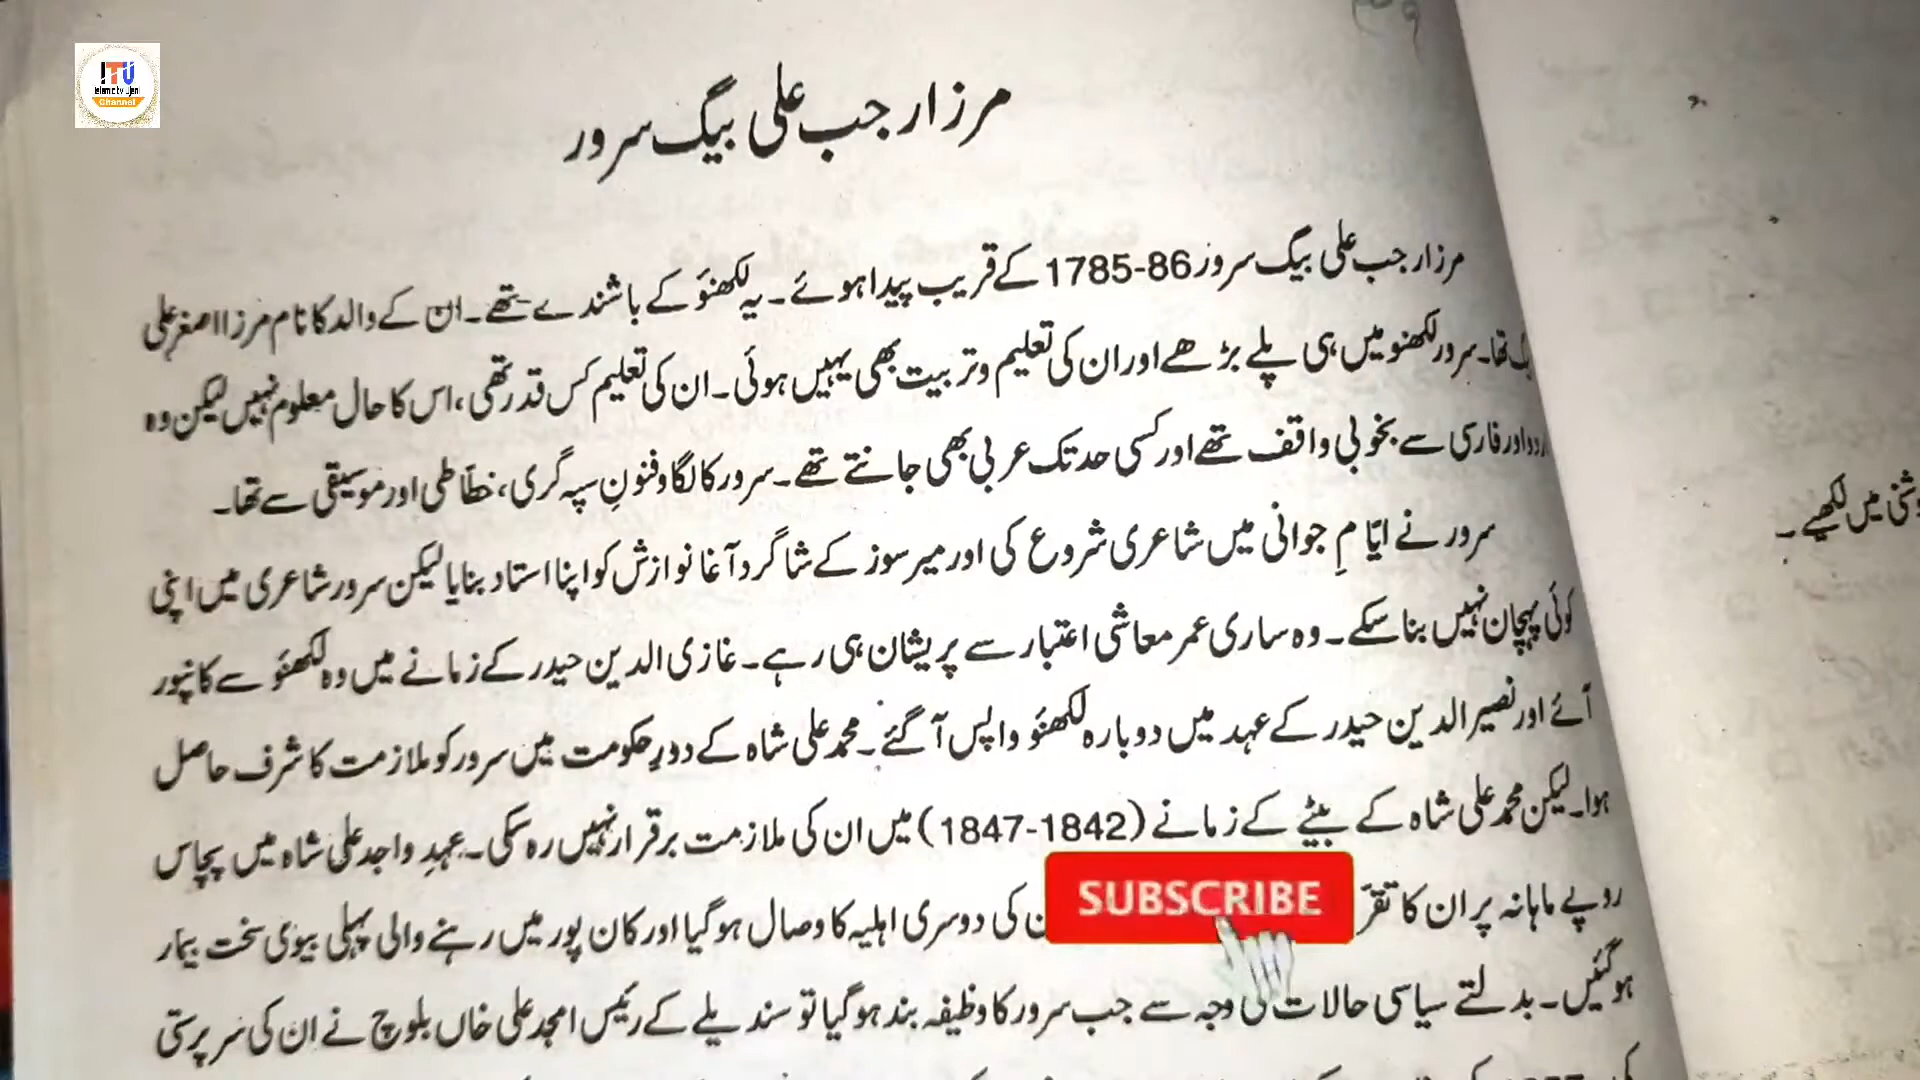 ITU
Channel
مرزا رجب علی بیگ سرور
مرزا رجب علی بیگ سرور 86-1785 کے قریب پیدا ہوئے۔ یہ لکھنؤ کے باشندے تھے۔ ان کے والد کا نام مرزا اصغر علی
تھا۔ سرور لکھنو میں ہی پلے بڑھے اور ان کی تعلیم و تربیت بھی یہیں ہوئی۔ ان کی تعلیم کس قدر تھی، اس کا حال معلوم نہیں لیکن وہ
اور فارسی سے بخوبی واقف تھے اور کسی حد تک عربی بھی جانتے تھے۔ سرور کا لگاؤ فنونِ سپہ گری، خطّاطی اور موسیقی سے تھا۔
سرور نے ایّامِ جوانی میں شاعری شروع کی اور میر سوز کے شاگرد آغا نوازش کو اپنا استاد بنایا لیکن سرور شاعری میں اپنی
کوئی پہچان نہیں بنا سکے۔ وہ ساری عمر معاشی اعتبار سے پریشان ہی رہے۔ غازی الدین حیدر کے زمانے میں وہ لکھنؤ سے کانپور
آئے اور نصیر الدین حیدر کے عہد میں دوبارہ لکھنؤ واپس آ گئے۔ محمد علی شاہ کے دورِ حکومت میں سرور کو ملازمت کا شرف حاصل
ہوا۔ لیکن محمد علی شاہ کے بیٹے کے زمانے (1842-1847) میں ان کی ملازمت برقرار نہیں رہ سکی۔ عہدِ واجد علی شاہ میں پچاس
روپے ماہانہ پر ان کا کی دوسری اہلیہ کا وصال ہو گیا اور کان پور میں رہنے والی پہلی بیوی سخت بیمار
SUBSCRIBE
ہو گئیں۔ بدلتے سیاسی حالات کی وجہ سے جب سرور کا وظیفہ بند ہو گیا تو سندیلے کے رئیس امجد علی خاں بلوچ نے ان کی سرپرستی
میں لکھیے۔